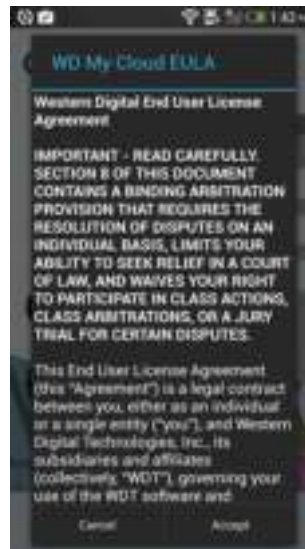 1:42
WD My Cloud EULA
Western Digital End User License
Agreement
IMPORTANT - READ CAREFULLY.
SECTION 8 OF THIS DOCUMENT
CONTAINS A BINDING ARBITRATION
PROVISION THAT REQUIRES THE
RESOLUTION OF DISPUTES ON AN
INDIVIDUAL BASIS, LIMITS YOUR
ABILITY TO SEEK RELIEF IN A COURT
OF LAW, AND WAIVES YOUR RIGHT
TO PARTICIPATE IN CLASS ACTIONS,
CLASS ARBITRATIONS, OR A JURY
TRIAL FOR CERTAIN DISPUTES.
This End User License Agreement
(this "Agreement") is a legal contract
between you, either as an individual
or a single entity ("you"), and Western
Digital Technologies, Inc., its
subsidiaries and affiliates
(collectively, "WDT"), governing your
use of the WDT software and
Cancel
Accept